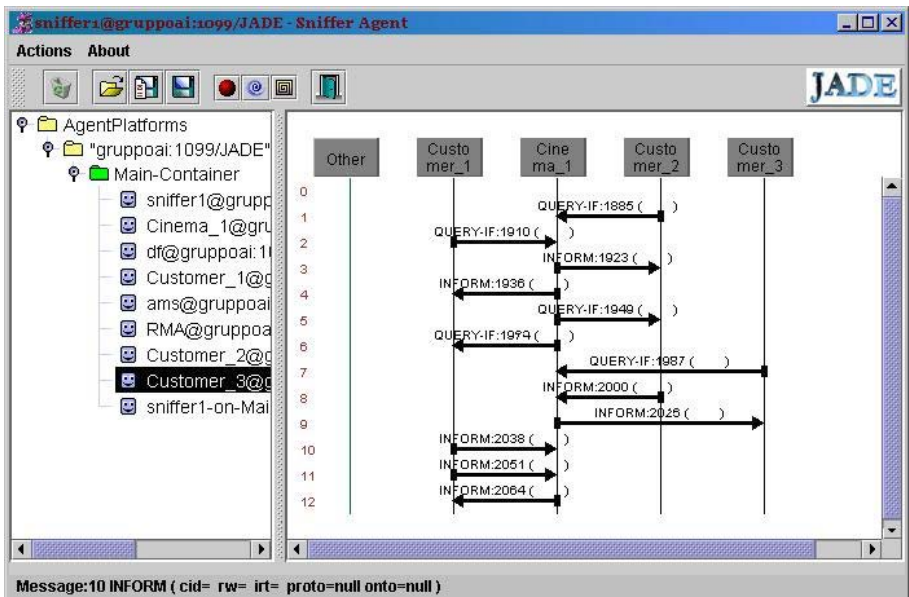 sniffer1@gruppoai:1099/JADE - Sniffer Agent
Actions About
JADE
AgentPlatforms
"gruppoai:1099/JADE"
Main-Container
sniffer1@grupp
Cinema_1@gru
df@gruppoai:1
Customer_1@g
ams@gruppoai
RMA@gruppoa
Customer_2@g
Customer_3@g
sniffer1-on-Mai
Other
Custo
mer_1
Cine
ma_1
Custo
mer_2
Custo
mer_3
0
QUERY-IF:1885 ( )
1
QUERY-IF:1910 ( )
2
INFORM:1923 ( )
3
INFORM:1936 ( )
4
QUERY-IF:1949 ( )
5
QUERY-IF:1974 ( )
6
QUERY-IF:1987 ( )
7
INFORM:2000 ( )
8
INFORM:2025 ( )
9
INFORM:2038 ( )
10
INFORM:2051 ( )
11
INFORM:2064 ( )
12
Message:10 INFORM ( cid= rw= irt= proto=null onto=null )